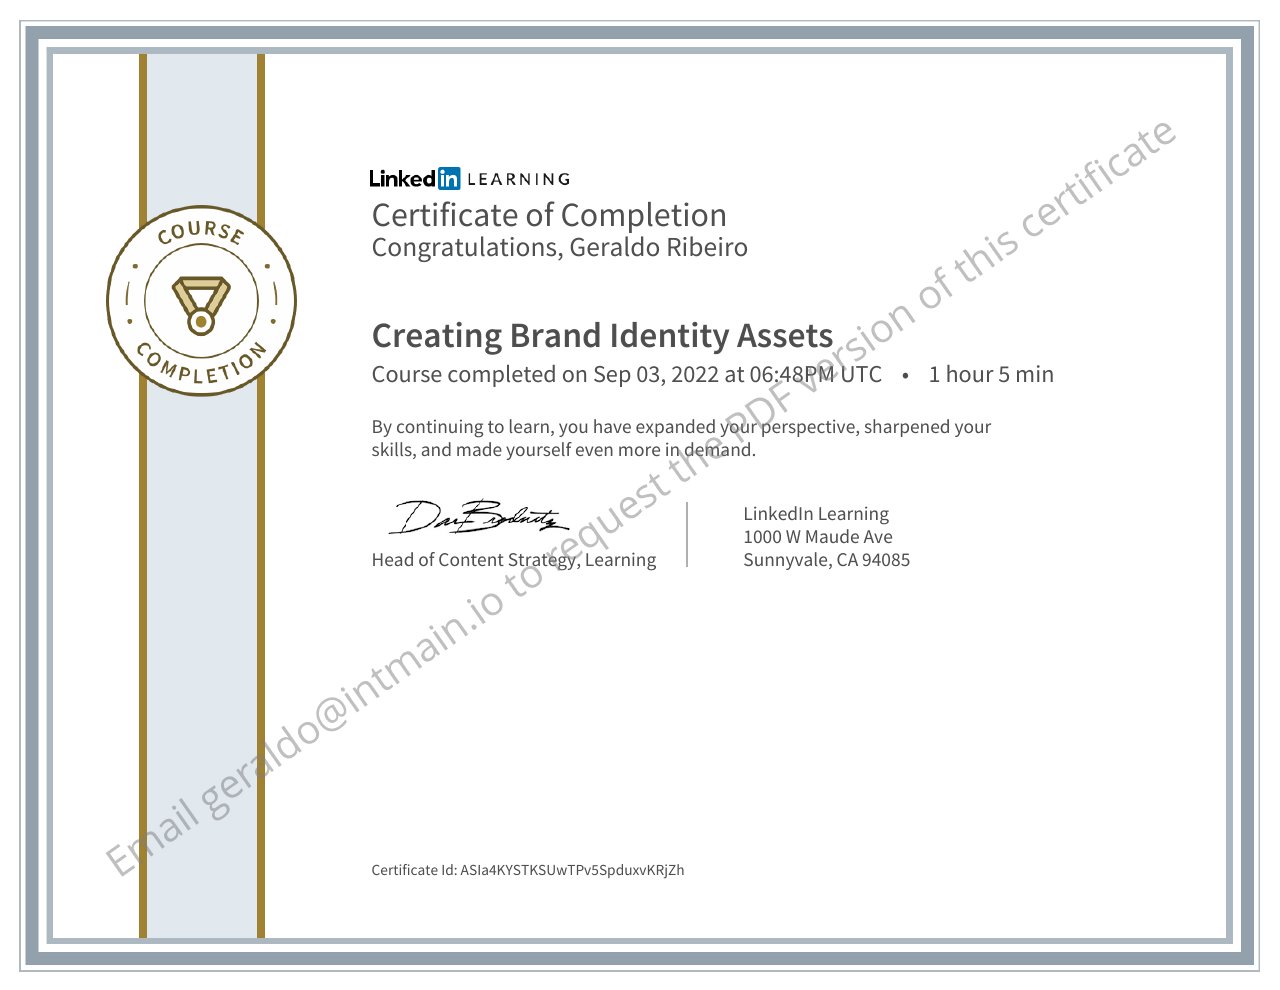 COURSE
COMPLETION
Linkedin LEARNING
Certificate of Completion
Congratulations, Geraldo Ribeiro
Creating Brand Identity Assets
Course completed on Sep 03, 2022 at 06:48PM UTC • 1 hour 5 min
By continuing to learn, you have expanded your perspective, sharpened your
skills, and made yourself even more in demand.
Head of Content Strategy, Learning
LinkedIn Learning
1000 W Maude Ave
Sunnyvale, CA 94085
Certificate Id: ASIa4KYSTKSUwTPv5SpduxvKRjZh
Email geraldo@intmain.io to request the PDF version of this certificate